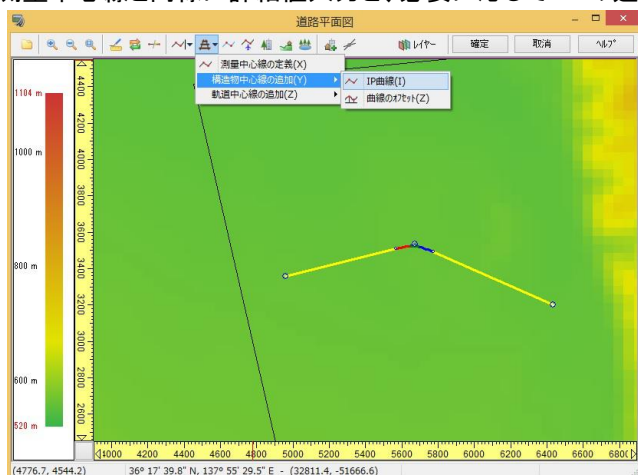 道路平面図
レイヤー 確定 取消 ヘルプ
測量中心線の定義(X)
構造物中心線の追加(Y)
軌道中心線の追加(Z)
IP曲線(I)
曲線のオフセット(Z)
1104 m
1000 m
800 m
600 m
520 m
4400
4200
4000
3800
3600
3400
3200
3000
2800
2600
4000 4200 4400 4600 4800 5000 5200 5400 5600 5800 6000 6200 6400 6600 6800
(4776.7, 4544.2) 36° 17' 39.8" N, 137° 55' 29.5" E - (32811.4, -51666.6)